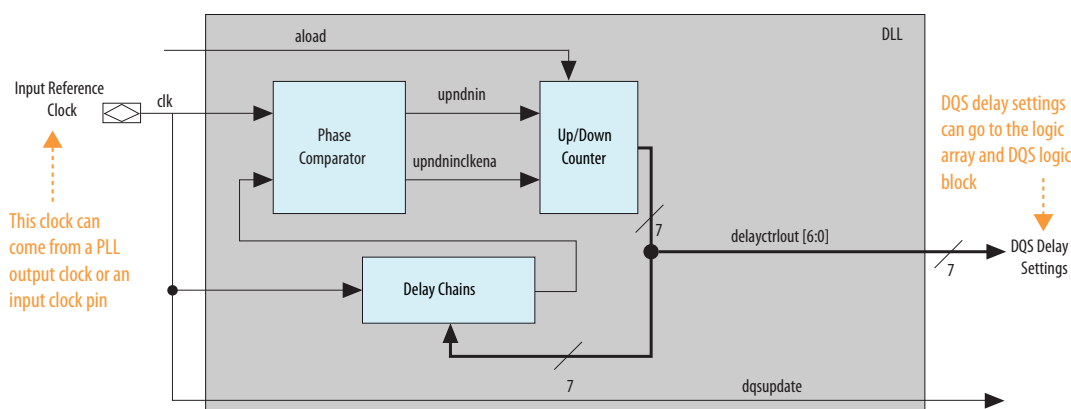 aload
DLL
Input Reference
Clock
clk
Phase
Comparator
upndnin
upndninclkena
Up/Down
Counter
DQS delay settings
can go to the logic
array and DQS logic
block
This clock can
come from a PLL
output clock or an
input clock pin
7
delayctrlout [6:0]
7
DQS Delay
Settings
Delay Chains
7
dqsupdate